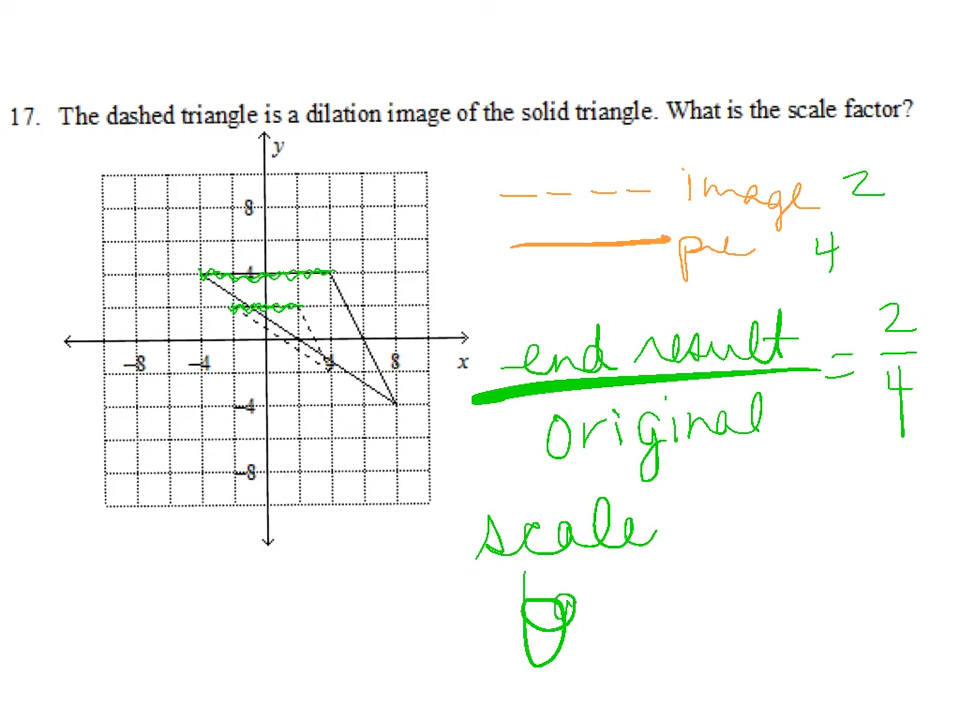 17. The dashed triangle is a dilation image of the solid triangle. What is the scale factor?
y
8
4
-8 -4 8 x
-4
-8
image 2
pre 4
end result = 2
original 4
scale